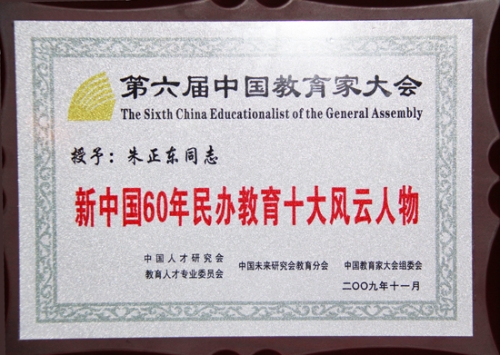 第六届中国教育家大会
The Sixth China Educationalist of the General Assembly
授予：朱正东同志
新中国60年民办教育十大风云人物
中国人才研究会
教育人才专业委员会
中国未来研究会教育分会
中国教育家大会组委会
二〇〇九年十一月